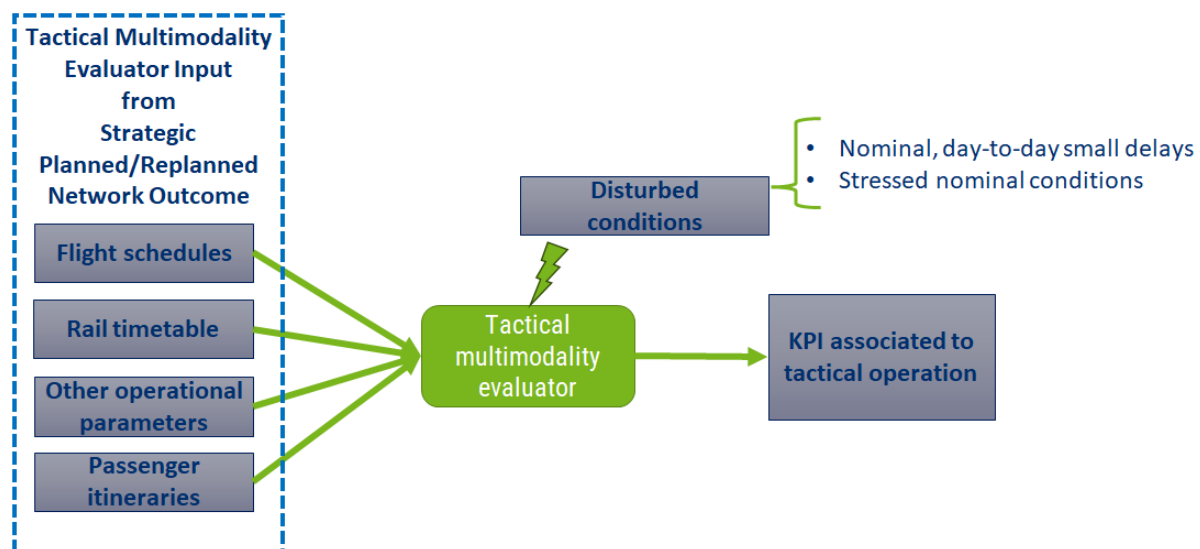 Tactical Multimodality
Evaluator Input
from
Strategic
Planned/Replanned
Network Outcome
Flight schedules
Rail timetable
Other operational
parameters
Passenger
itineraries
Disturbed
conditions
• Nominal, day-to-day small delays
• Stressed nominal conditions
Tactical
multimodality
evaluator
KPI associated to
tactical operation